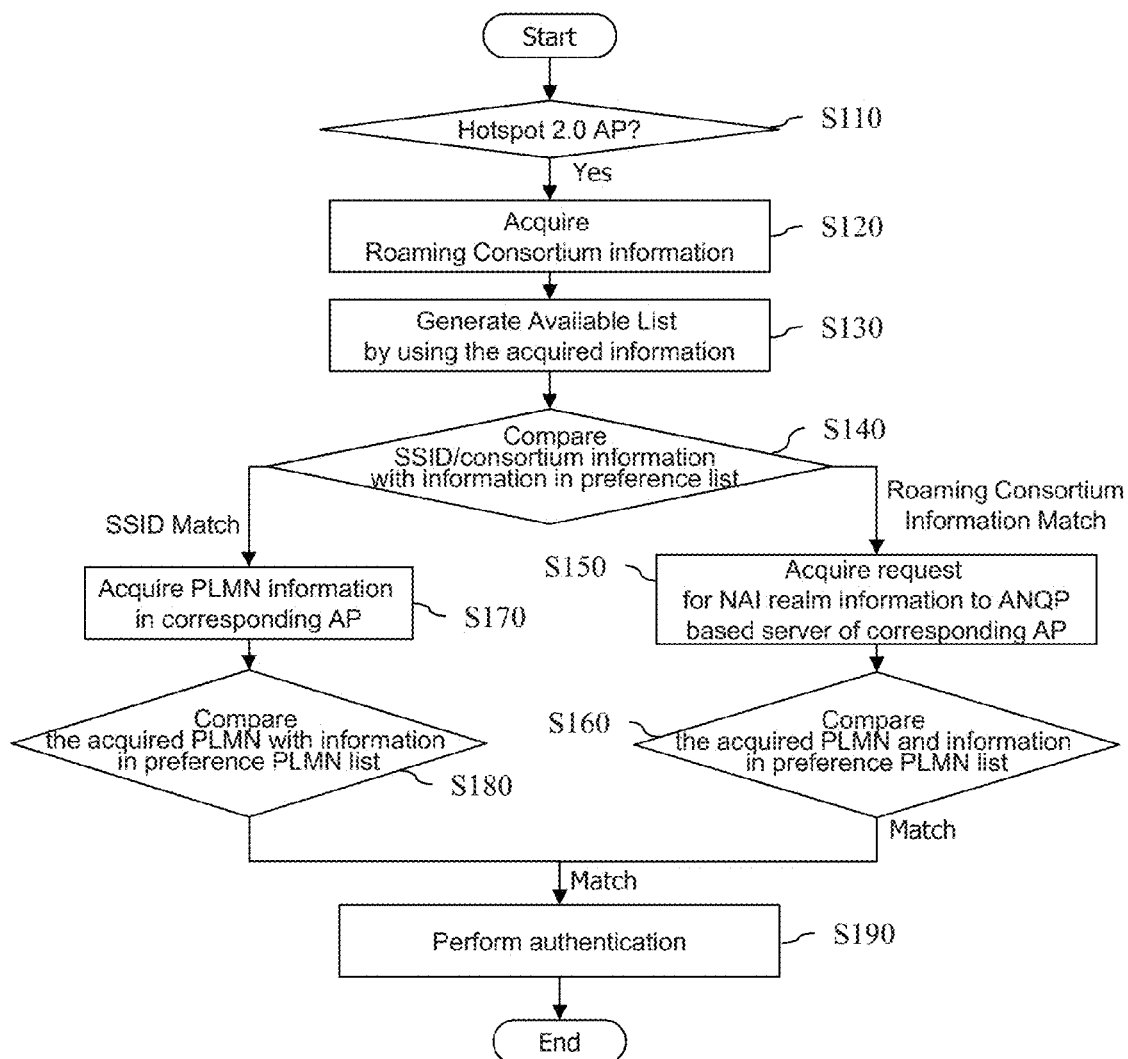 Start
Hotspot 2.0 AP?
S110
Yes
Acquire
Roaming Consortium information
S120
Generate Available List
by using the acquired information
S130
Compare
SSID/consortium information
with information in preference list
S140
SSID Match
Roaming Consortium
Information Match
Acquire PLMN information
in corresponding AP
S170
S150
Acquire request
for NAI realm information to ANQP
based server of corresponding AP
Compare
the acquired PLMN with information
in preference PLMN list
S180
S160
Compare
the acquired PLMN and information
in preference PLMN list
Match
Match
Perform authentication
S190
End